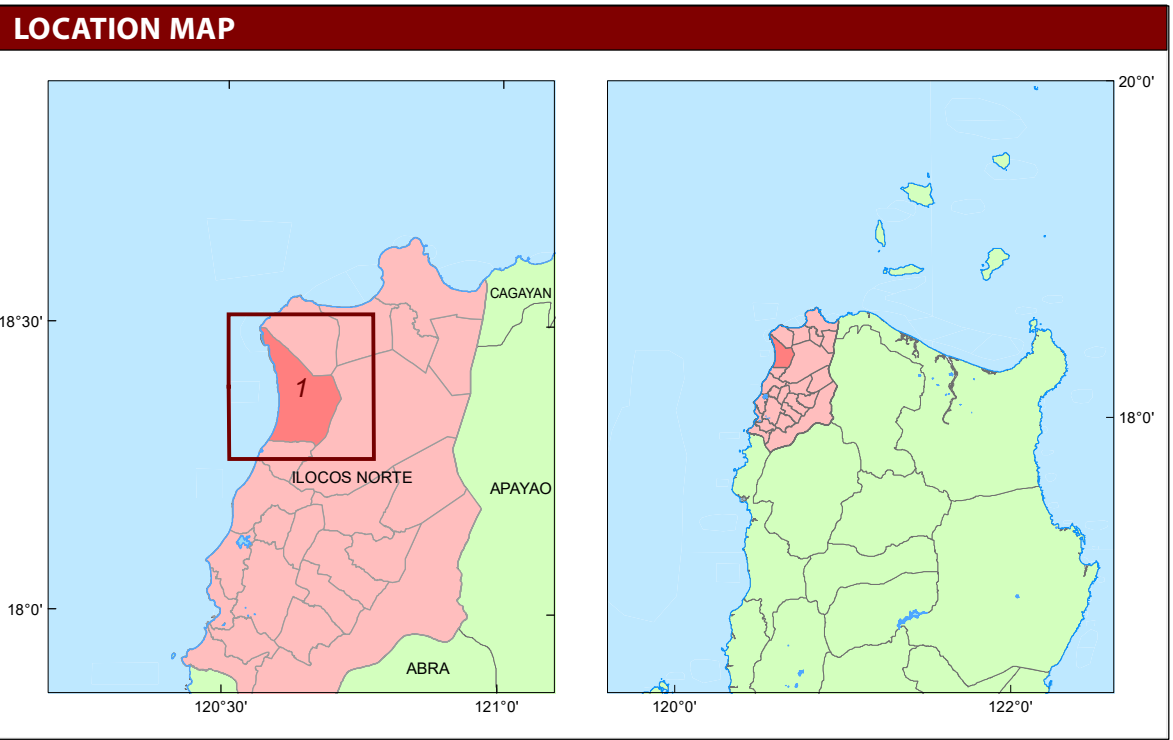 LOCATION MAP
20°0'
CAGAYAN
18°30'
1
18°0'
ILOCOS NORTE
APAYAO
18°0'
ABRA
120°30'
121°0'
120°0'
122°0'